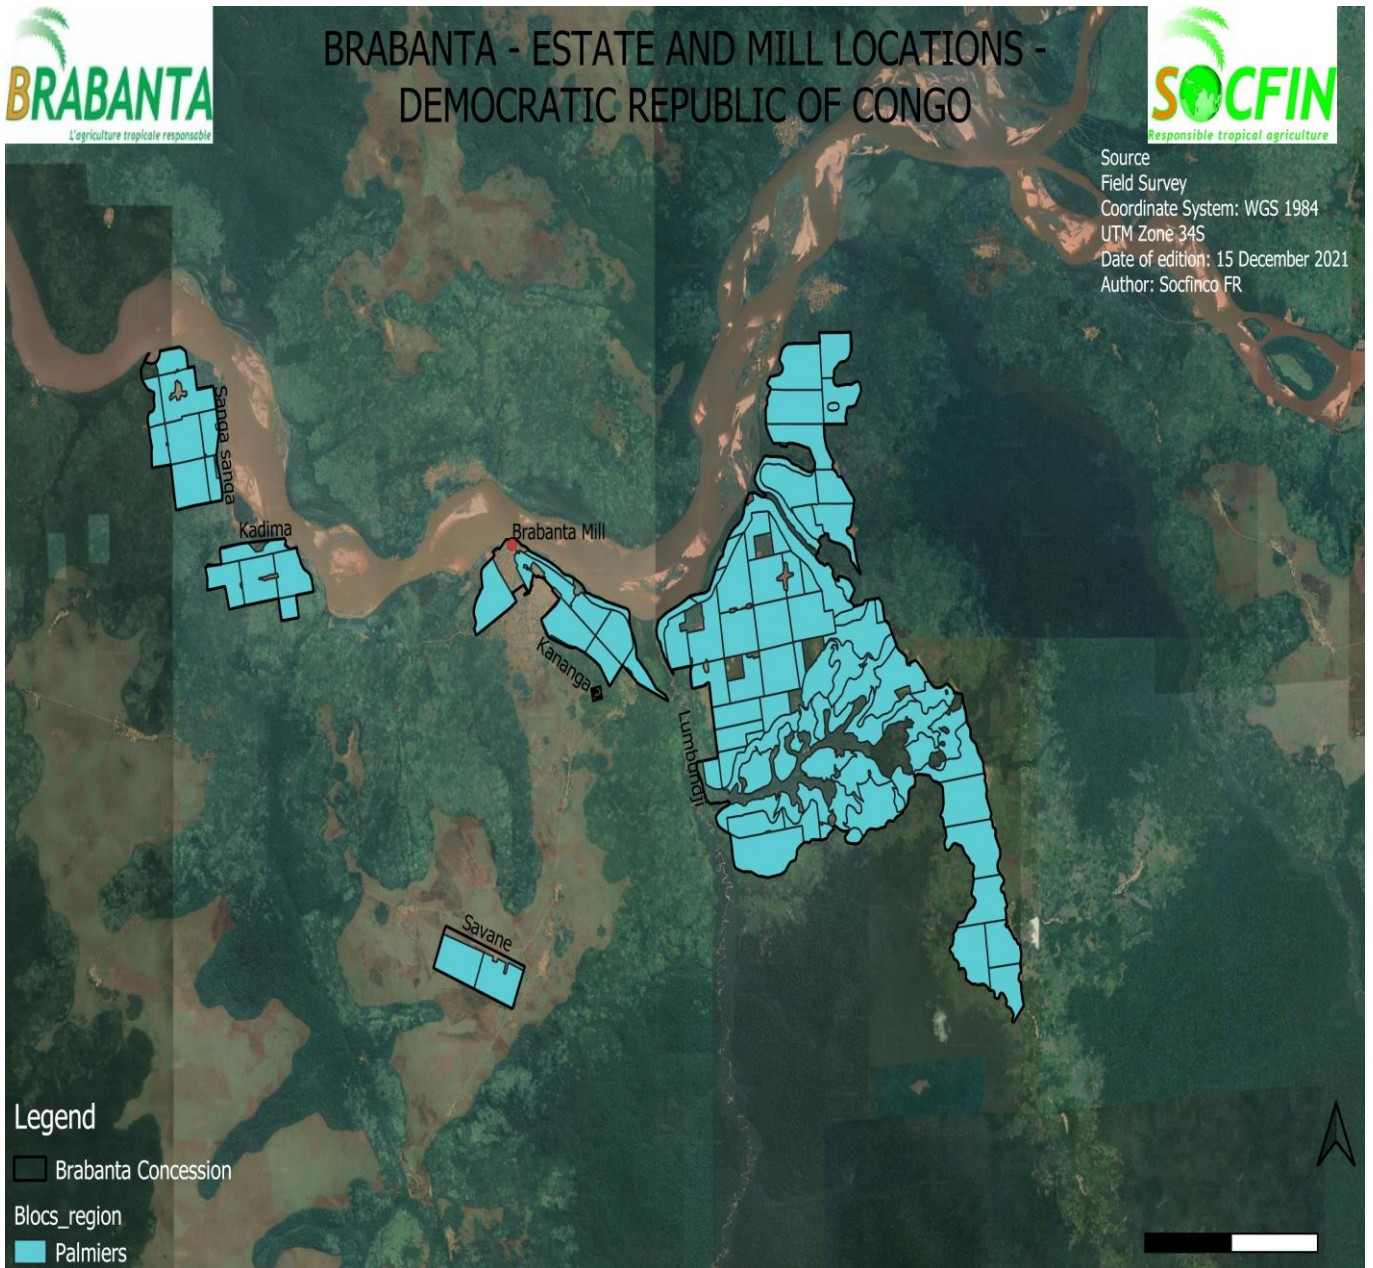 BRABANTA
L'agriculture tropicale responsable
BRABANTA - ESTATE AND MILL LOCATIONS -
DEMOCRATIC REPUBLIC OF CONGO
SOCFIN
Responsible tropical agriculture
Source
Field Survey
Coordinate System: WGS 1984
UTM Zone 34S
Date of edition: 15 December 2021
Author: Socfinco FR
Sanga sanga
Kadima
Brabanta Mill
Kananga
Lumbundji
Savane
Legend
Brabanta Concession
Blocs_region
Palmiers